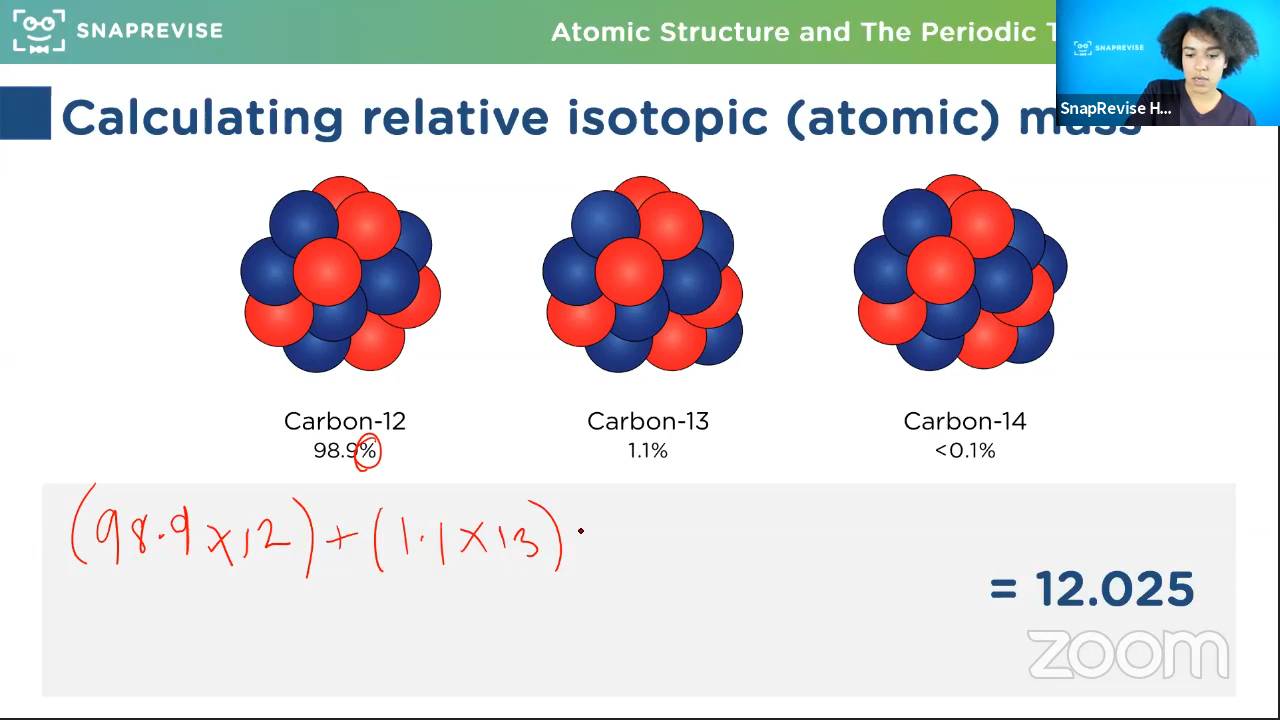 SNAPREVISE
Atomic Structure and The Periodic T
SNAPREVISE
SnapRevise H...
Calculating relative isotopic (atomic) mass
Carbon-12
98.9%
Carbon-13
1.1%
Carbon-14
<0.1%
(98.9 x 12) + (1.1 x 13)
= 12.025
zoom